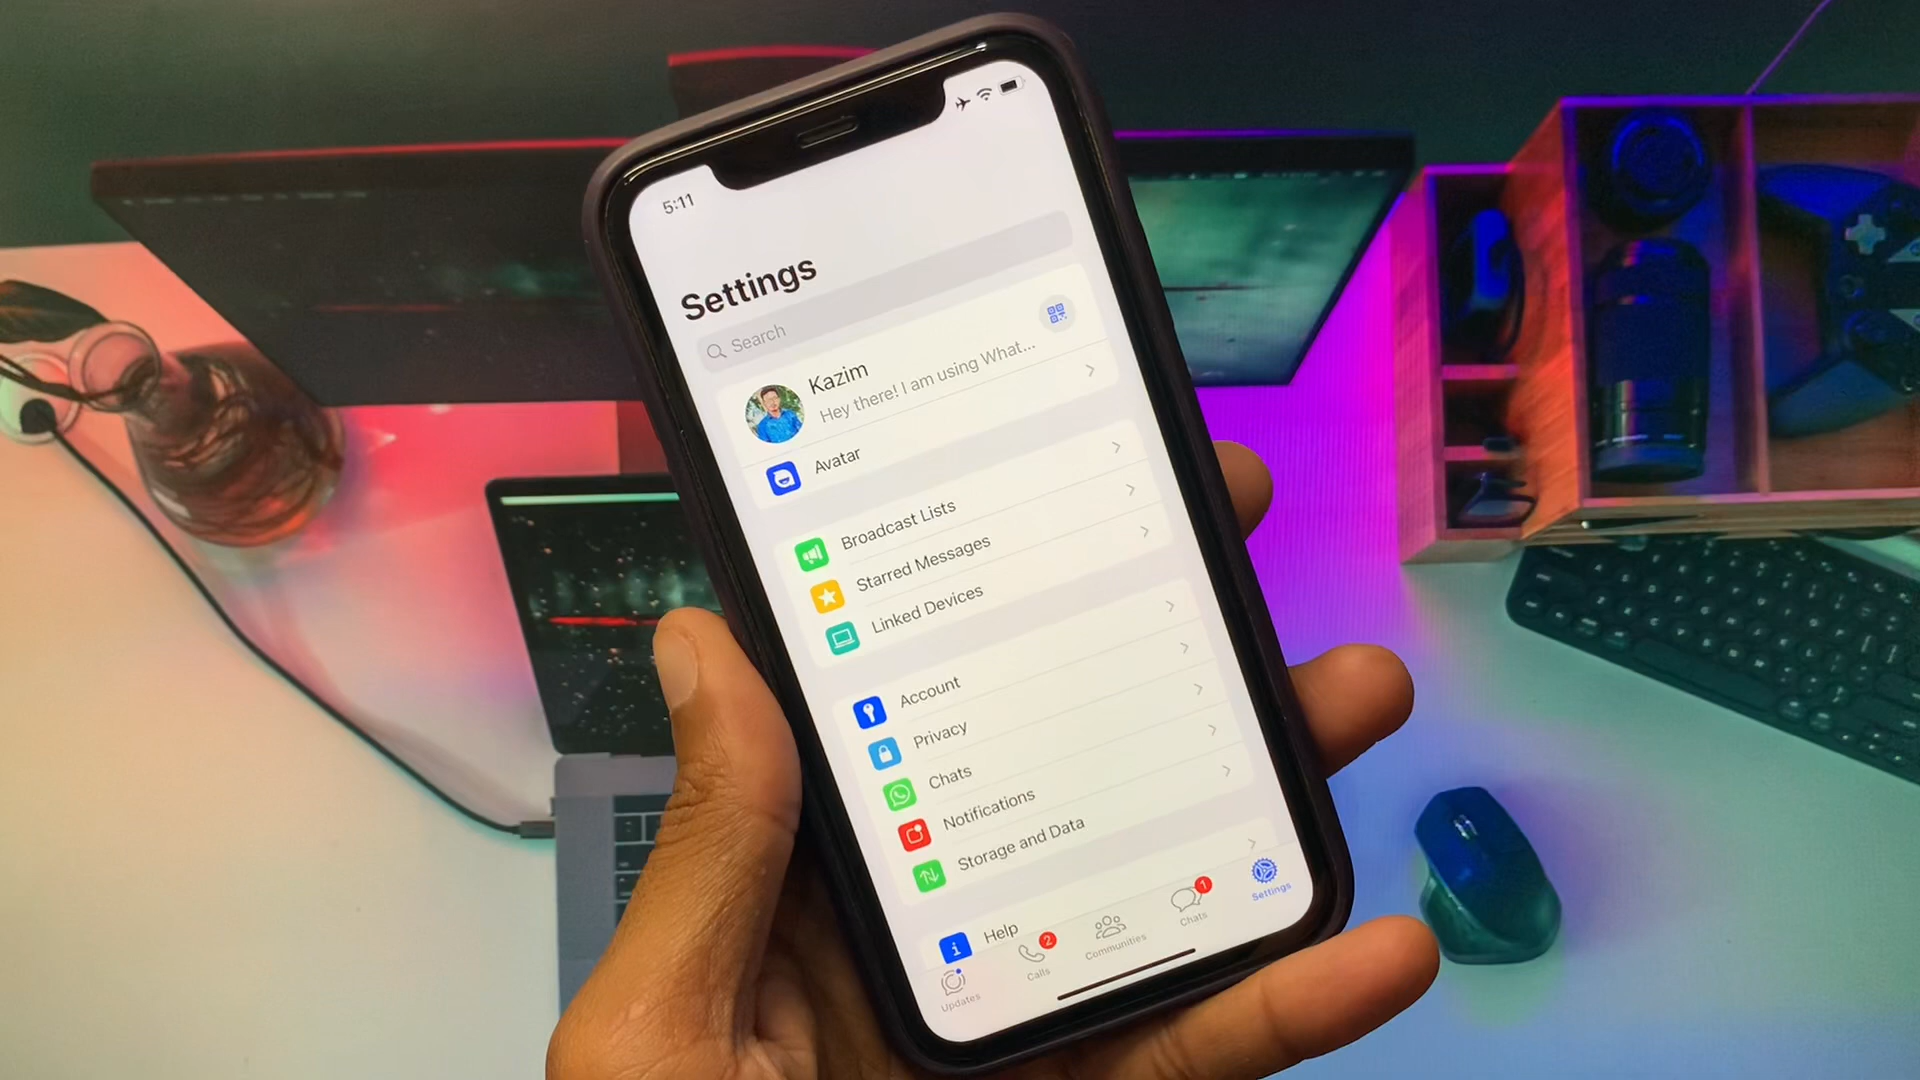 5:11
Settings
Search
Kazim
Hey there! I am using What...
Avatar
Broadcast Lists
Starred Messages
Linked Devices
Account
Privacy
Chats
Notifications
Storage and Data
Help
Updates
2
Calls
Communities
1
Chats
Settings